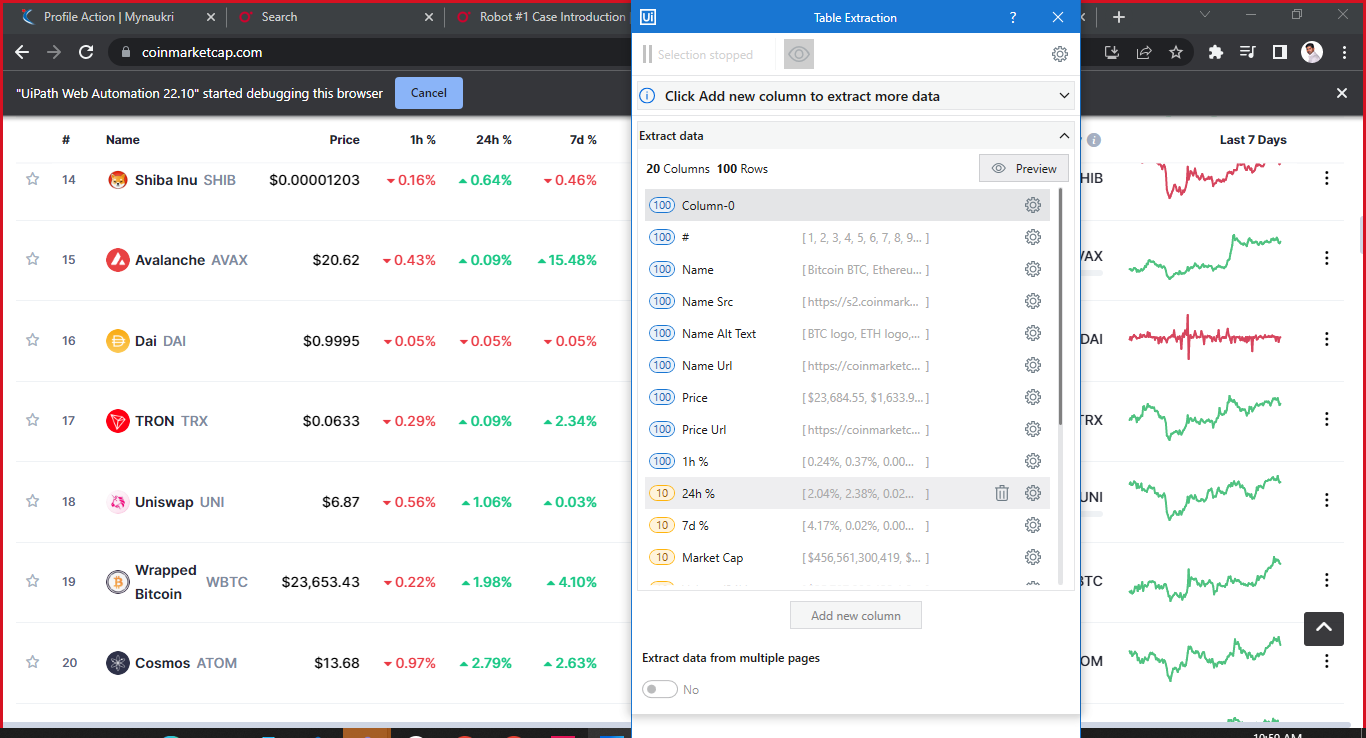 Profile Action | Mynaukri
Search
Robot #1 Case Introduction
coinmarketcap.com
"UiPath Web Automation 22.10" started debugging this browser Cancel
# Name Price 1h % 24h % 7d %
14 Shiba Inu SHIB $0.00001203 0.16% 0.64% 0.46%
15 Avalanche AVAX $20.62 0.43% 0.09% 15.48%
16 Dai DAI $0.9995 0.05% 0.05% 0.05%
17 TRON TRX $0.0633 0.29% 0.09% 2.34%
18 Uniswap UNI $6.87 0.56% 1.06% 0.03%
19 Wrapped Bitcoin WBTC $23,653.43 0.22% 1.98% 4.10%
20 Cosmos ATOM $13.68 0.97% 2.79% 2.63%
Ui Table Extraction ?
Selection stopped
Click Add new column to extract more data
Extract data
20 Columns 100 Rows Preview
100 Column-0
100 # [ 1, 2, 3, 4, 5, 6, 7, 8, 9... ]
100 Name [ Bitcoin BTC, Ethereu... ]
100 Name Src [ https://s2.coinmark... ]
100 Name Alt Text [ BTC logo, ETH logo,... ]
100 Name Url [ https://coinmarketc... ]
100 Price [ $23,684.55, $1,633.9... ]
100 Price Url [ https://coinmarketc... ]
100 1h % [ 0.24%, 0.37%, 0.00... ]
10 24h % [ 2.04%, 2.38%, 0.02... ]
10 7d % [ 4.17%, 0.02%, 0.00... ]
10 Market Cap [ $456,561,300,419, $... ]
Add new column
Extract data from multiple pages
No
Last 7 Days
HIB
VAX
DAI
TRX
UNI
BTC
OM
10:59 AM